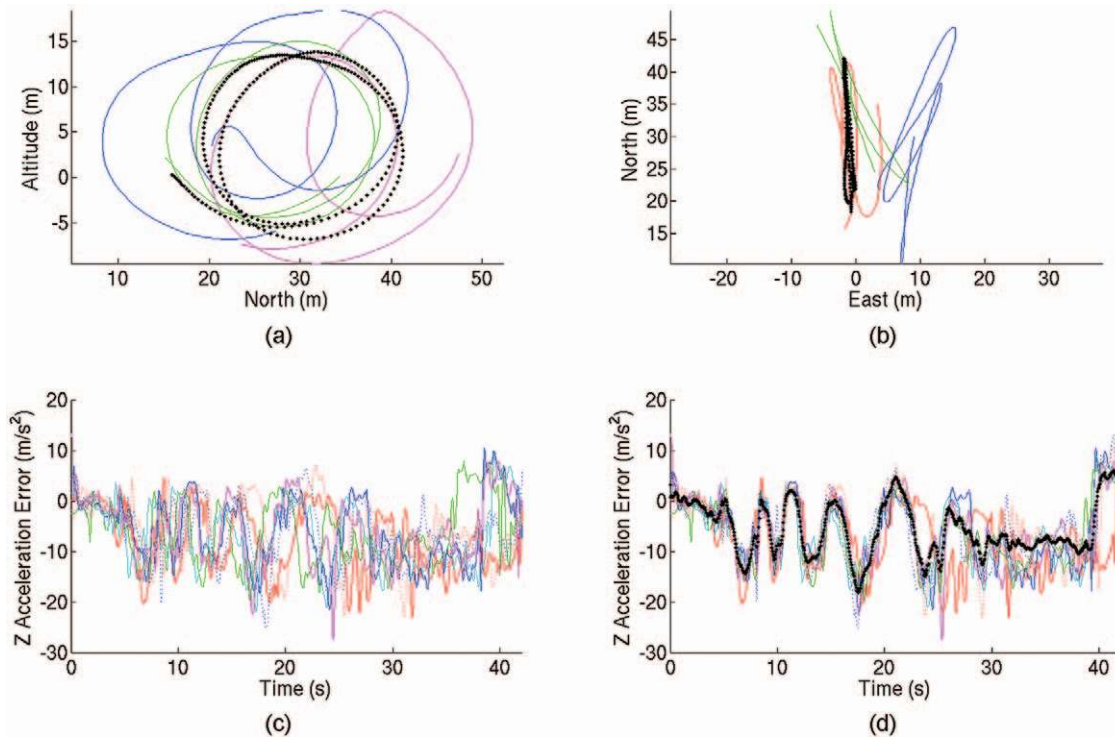 15
10
5
0
-5
Altitude (m)
10 20 30 40 50
North (m)
(a)
45
40
35
30
25
20
15
North (m)
-20 -10 0 10 20 30
East (m)
(b)
20
10
0
-10
-20
-30
Z Acceleration Error (m/s²)
0 10 20 30 40
Time (s)
(c)
20
10
0
-10
-20
-30
Z Acceleration Error (m/s²)
0 10 20 30 40
Time (s)
(d)